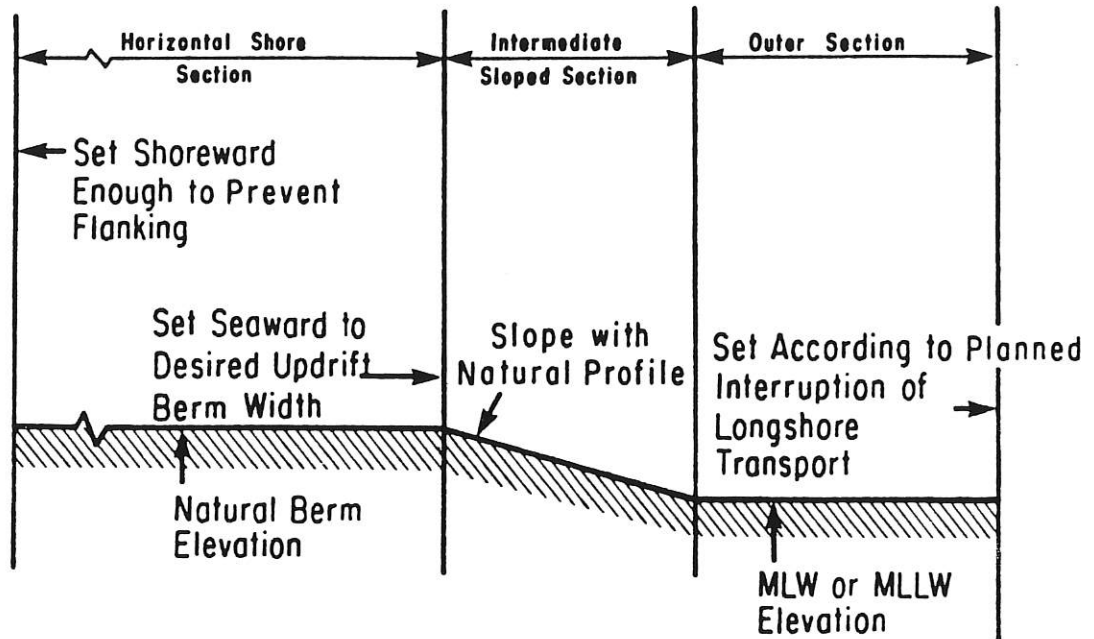 Horizontal Shore
Section
Intermediate
Sloped Section
Outer Section
Set Shoreward
Enough to Prevent
Flanking
Set Seaward to
Desired Updrift
Berm Width
Slope with
Natural Profile
Set According to Planned
Interruption of
Longshore
Transport
Natural Berm
Elevation
MLW or MLLW
Elevation